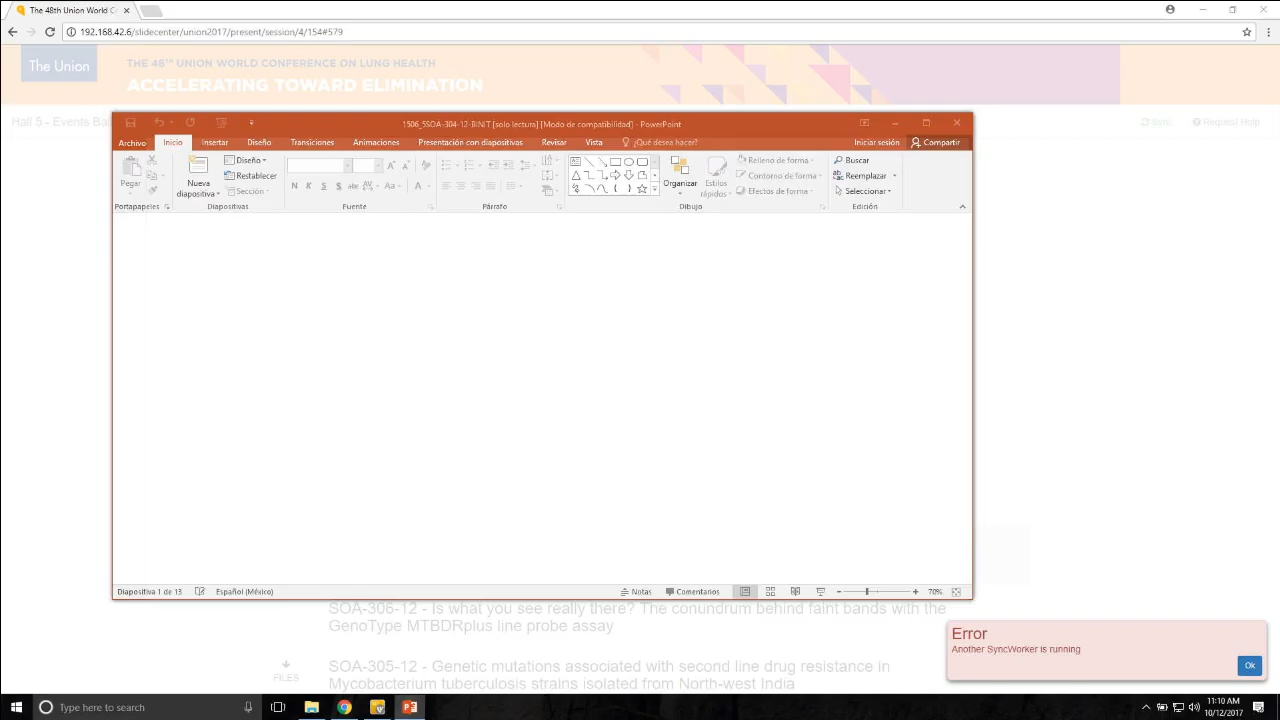 The 48th Union World C
192.168.42.6/slidecenter/union2017/present/session/4/154#579
The Union
THE 48TH UNION WORLD CONFERENCE ON LUNG HEALTH
ACCELERATING TOWARD ELIMINATION
Hall 5 - Events Bal
Sync
Request Help
1506_5SOA-304-12-BINIT [solo lectura] [Modo de compatibilidad] - PowerPoint
Archivo Inicio Insertar Diseño Transiciones Animaciones Presentación con diapositivas Revisar Vista ¿Qué desea hacer? Iniciar sesión Compartir
Pegar
Nueva diapositiva
Diseño
Restablecer
Sección
N K S S abc AV Aa A
Organizar
Estilos rápidos
Relleno de forma
Contorno de forma
Efectos de forma
Buscar
Reemplazar
Seleccionar
Portapapeles Diapositivas Fuente Párrafo Dibujo Edición
Diapositiva 1 de 13 Español (México) Notas Comentarios 70%
SOA-306-12 - Is what you see really there? The conundrum behind faint bands with the
GenoType MTBDRplus line probe assay
FILES
SOA-305-12 - Genetic mutations associated with second line drug resistance in
Mycobacterium tuberculosis strains isolated from North-west India
Error
Another SyncWorker is running
Ok
Type here to search
11:10 AM
10/12/2017